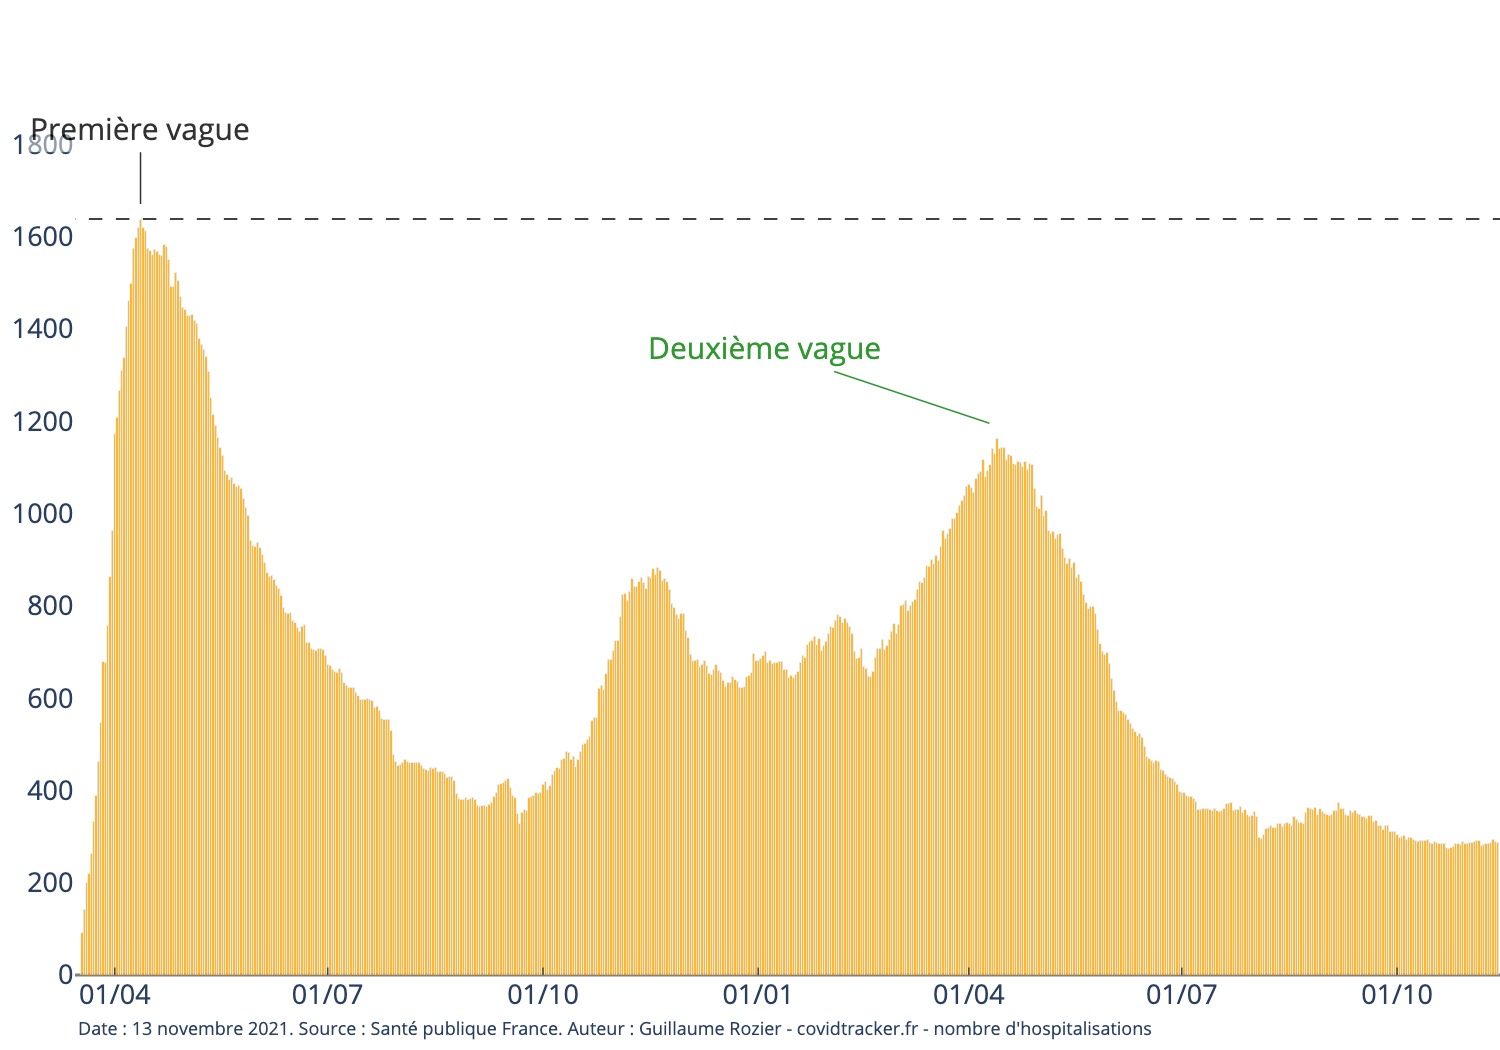 Première vague
1800
1600
1400
Deuxième vague
1200
1000
800
600
400
200
0
01/04 01/07 01/10 01/01 01/04 01/07 01/10
Date : 13 novembre 2021. Source : Santé publique France. Auteur : Guillaume Rozier - covidtracker.fr - nombre d'hospitalisations